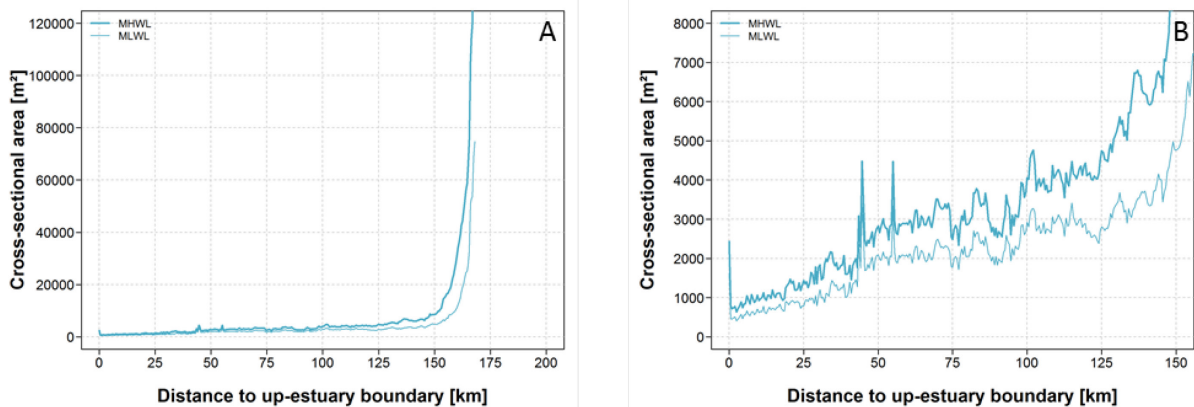 MHWL
MLWL
A
120000
100000
80000
60000
40000
20000
0
Cross-sectional area [m²]
0 25 50 75 100 125 150 175 200
Distance to up-estuary boundary [km]
MHWL
MLWL
B
8000
7000
6000
5000
4000
3000
2000
1000
0
Cross-sectional area [m²]
0 25 50 75 100 125 150
Distance to up-estuary boundary [km]